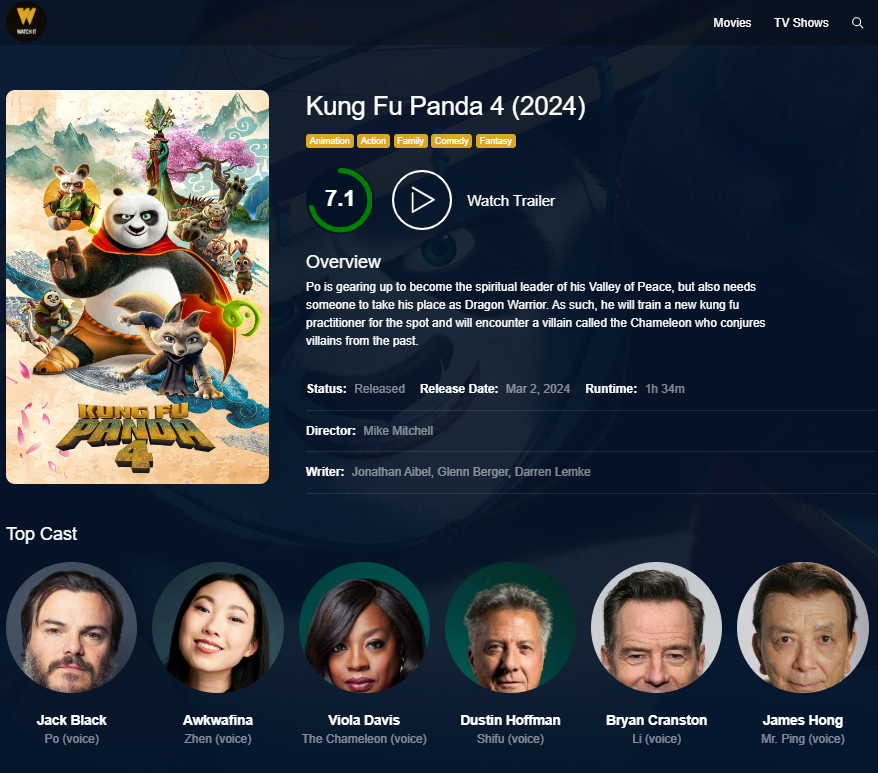 W
WATCH IT
Movies
TV Shows
Kung Fu Panda 4 (2024)
Animation
Action
Family
Comedy
Fantasy
7.1
Watch Trailer
Overview
Po is gearing up to become the spiritual leader of his Valley of Peace, but also needs
someone to take his place as Dragon Warrior. As such, he will train a new kung fu
practitioner for the spot and will encounter a villain called the Chameleon who conjures
villains from the past.
Status: Released Release Date: Mar 2, 2024 Runtime: 1h 34m
Director: Mike Mitchell
Writer: Jonathan Aibel, Glenn Berger, Darren Lemke
KUNG FU
PANDA
4
Top Cast
Jack Black
Po (voice)
Awkwafina
Zhen (voice)
Viola Davis
The Chameleon (voice)
Dustin Hoffman
Shifu (voice)
Bryan Cranston
Li (voice)
James Hong
Mr. Ping (voice)